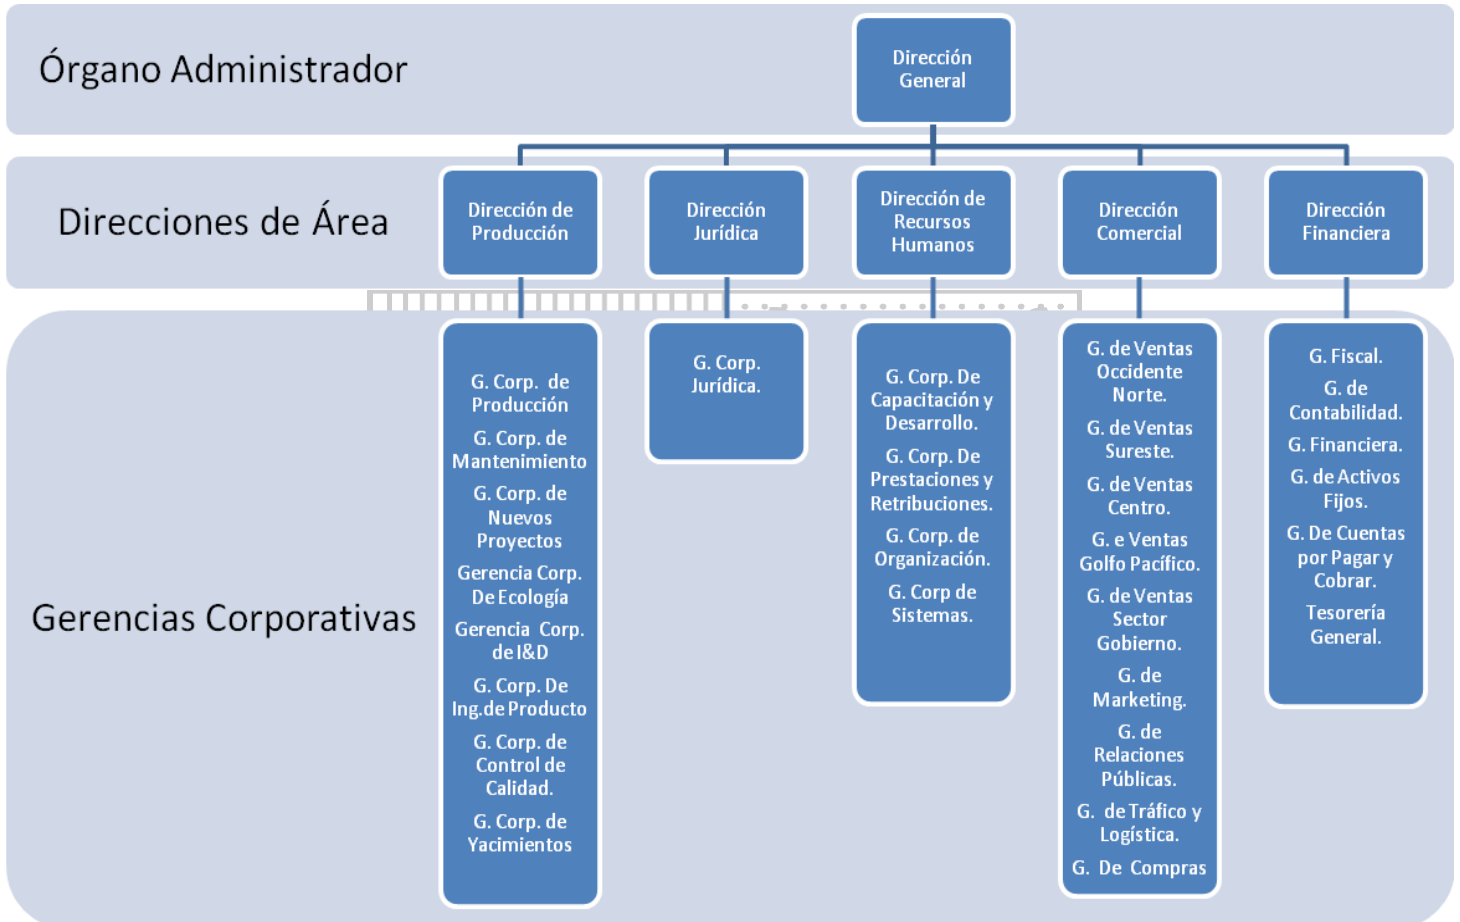 Órgano Administrador
Dirección
General
Direcciones de Área
Dirección de
Producción
Dirección
Jurídica
Dirección de
Recursos
Humanos
Dirección
Comercial
Dirección
Financiera
Gerencias Corporativas
G. Corp. de
Producción
G. Corp. de
Mantenimiento
G. Corp. de
Nuevos
Proyectos
Gerencia Corp.
De Ecología
Gerencia Corp.
de I&D
G. Corp. De
Ing.de Producto
G. Corp. de
Control de
Calidad.
G. Corp. de
Yacimientos
G. Corp.
Jurídica.
G. Corp. De
Capacitación y
Desarrollo.
G. Corp. De
Prestaciones y
Retribuciones.
G. Corp. de
Organización.
G. Corp de
Sistemas.
G. de Ventas
Occidente
Norte.
G. de Ventas
Sureste.
G. de Ventas
Centro.
G. e Ventas
Golfo Pacífico.
G. de Ventas
Sector
Gobierno.
G. de
Marketing.
G. de
Relaciones
Públicas.
G. de Tráfico y
Logística.
G. De Compras
G. Fiscal.
G. de
Contabilidad.
G. Financiera.
G. de Activos
Fijos.
G. De Cuentas
por Pagar y
Cobrar.
Tesorería
General.